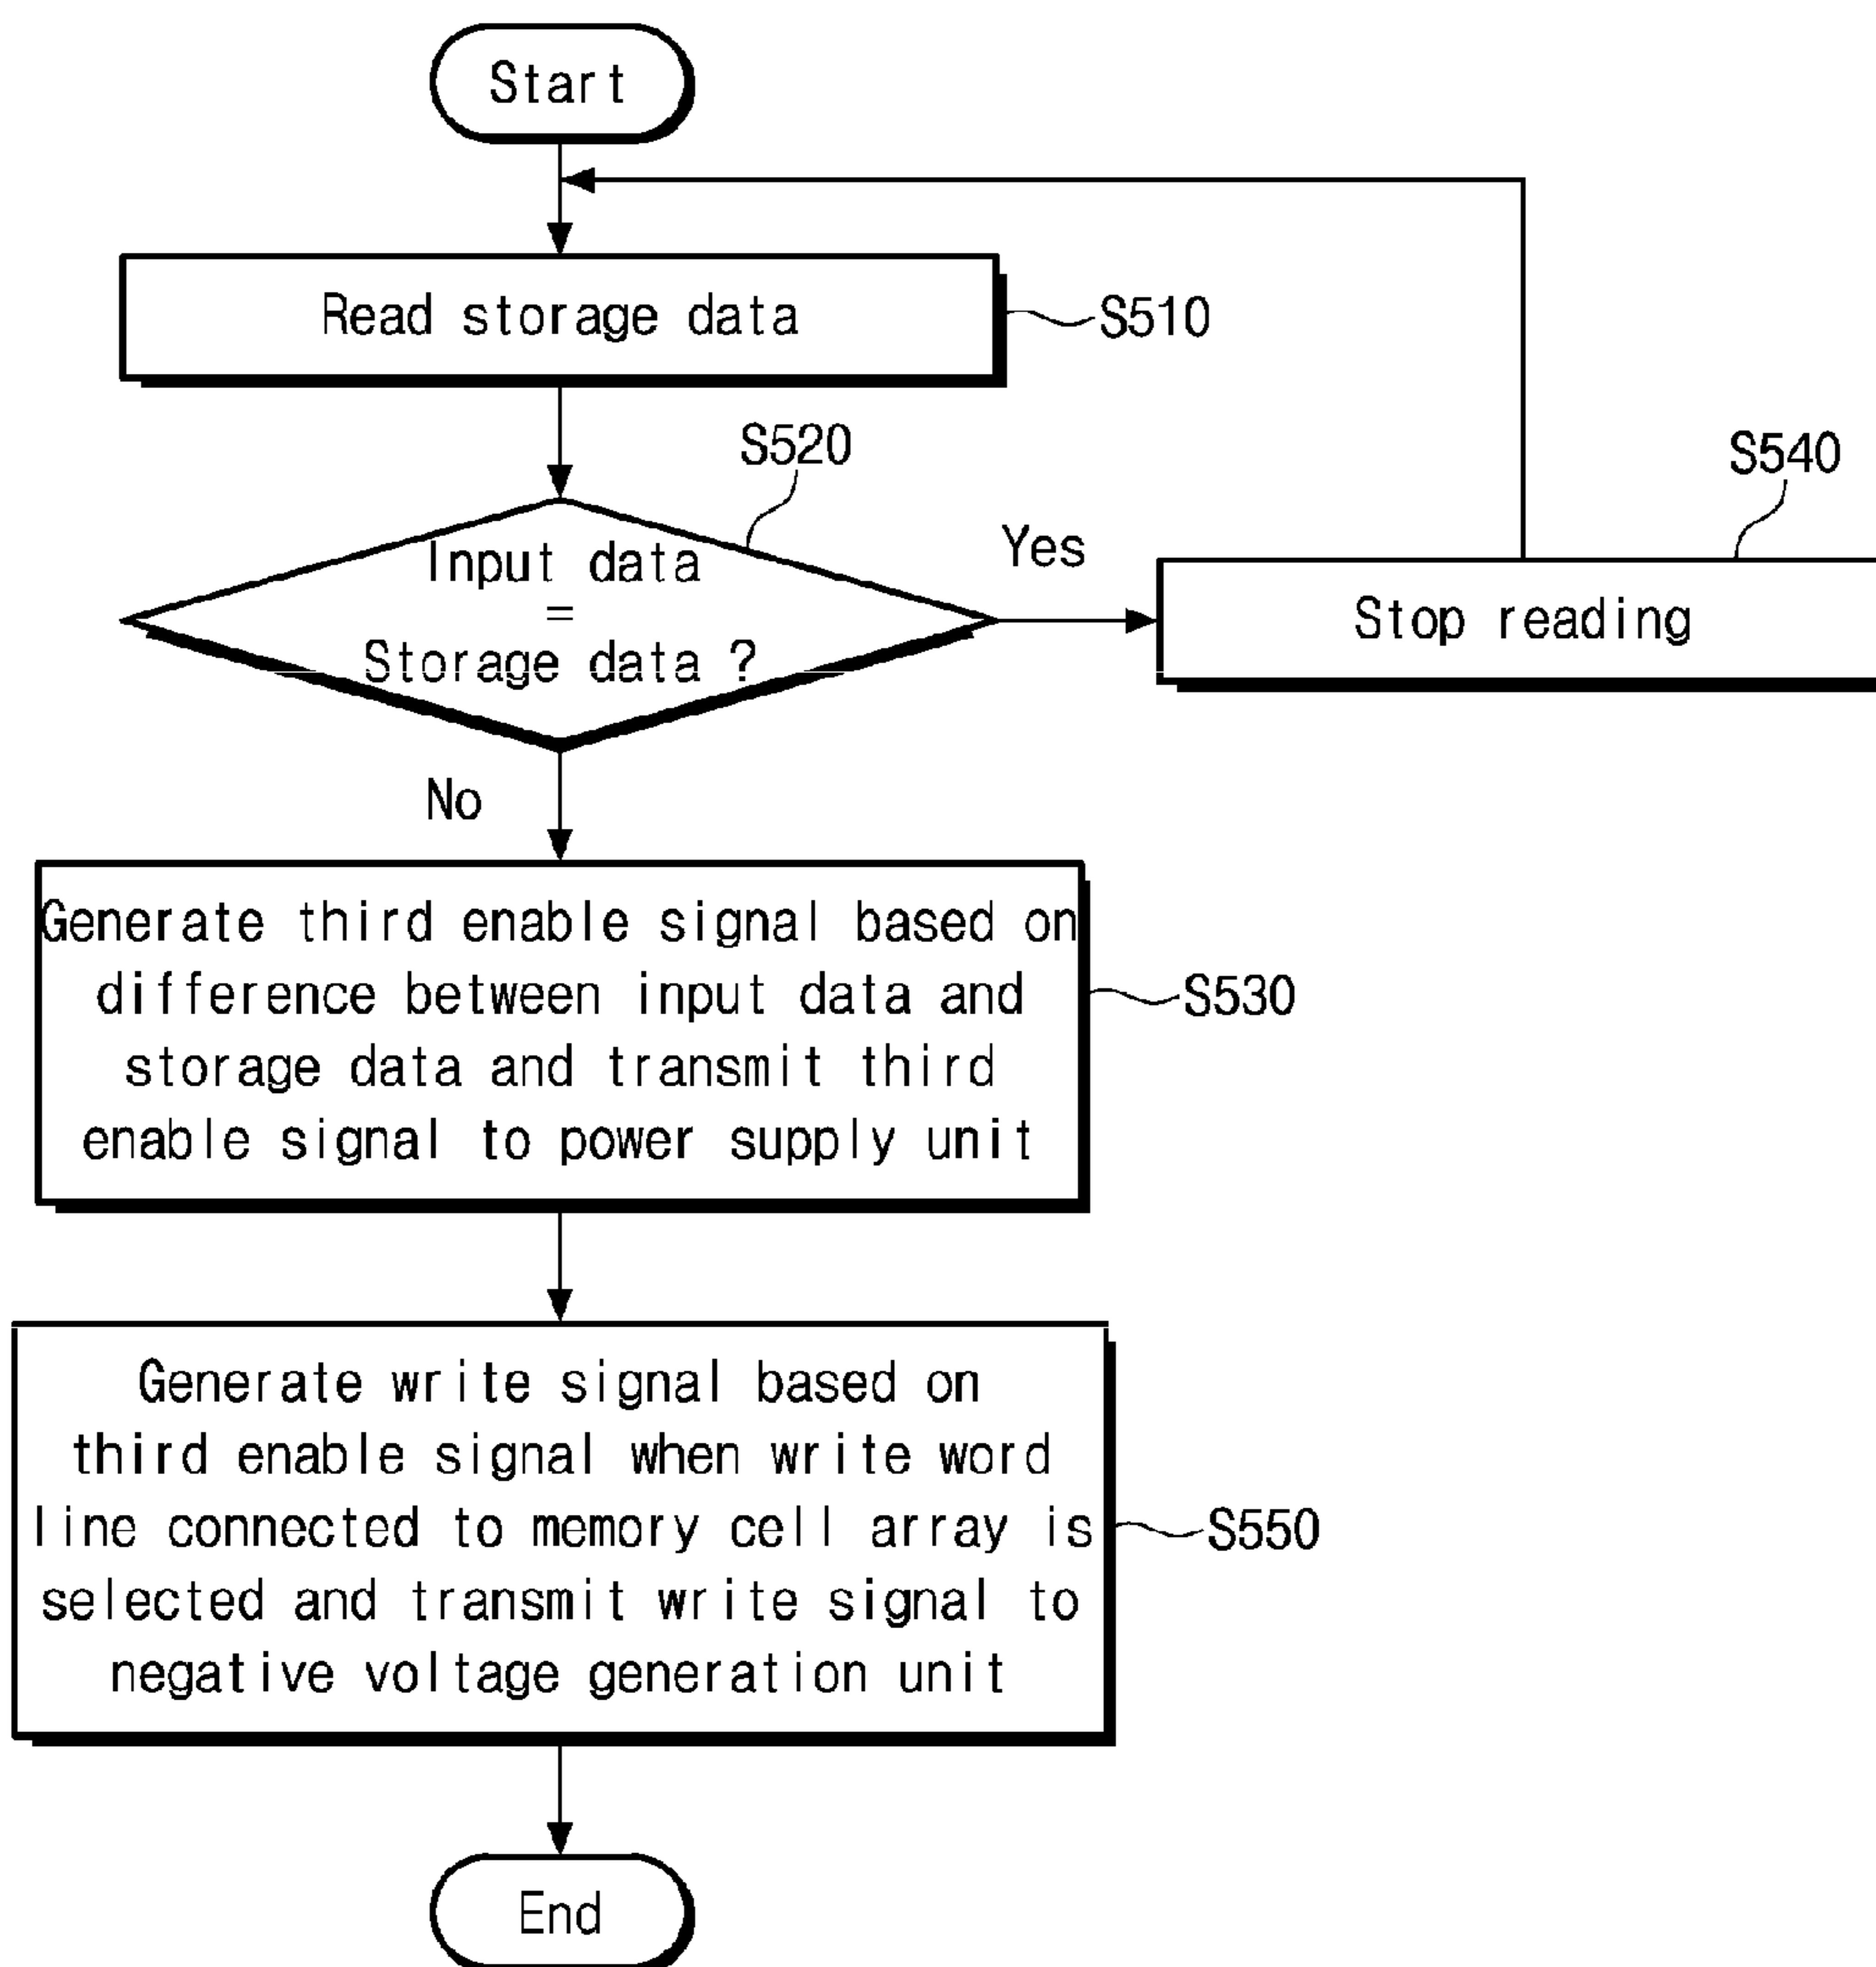 Start
Read storage data
S510
S520
Input data
=
Storage data ?
Yes
S540
Stop reading
No
Generate third enable signal based on
difference between input data and
storage data and transmit third
enable signal to power supply unit
S530
Generate write signal based on
third enable signal when write word
line connected to memory cell array is
selected and transmit write signal to
negative voltage generation unit
S550
End